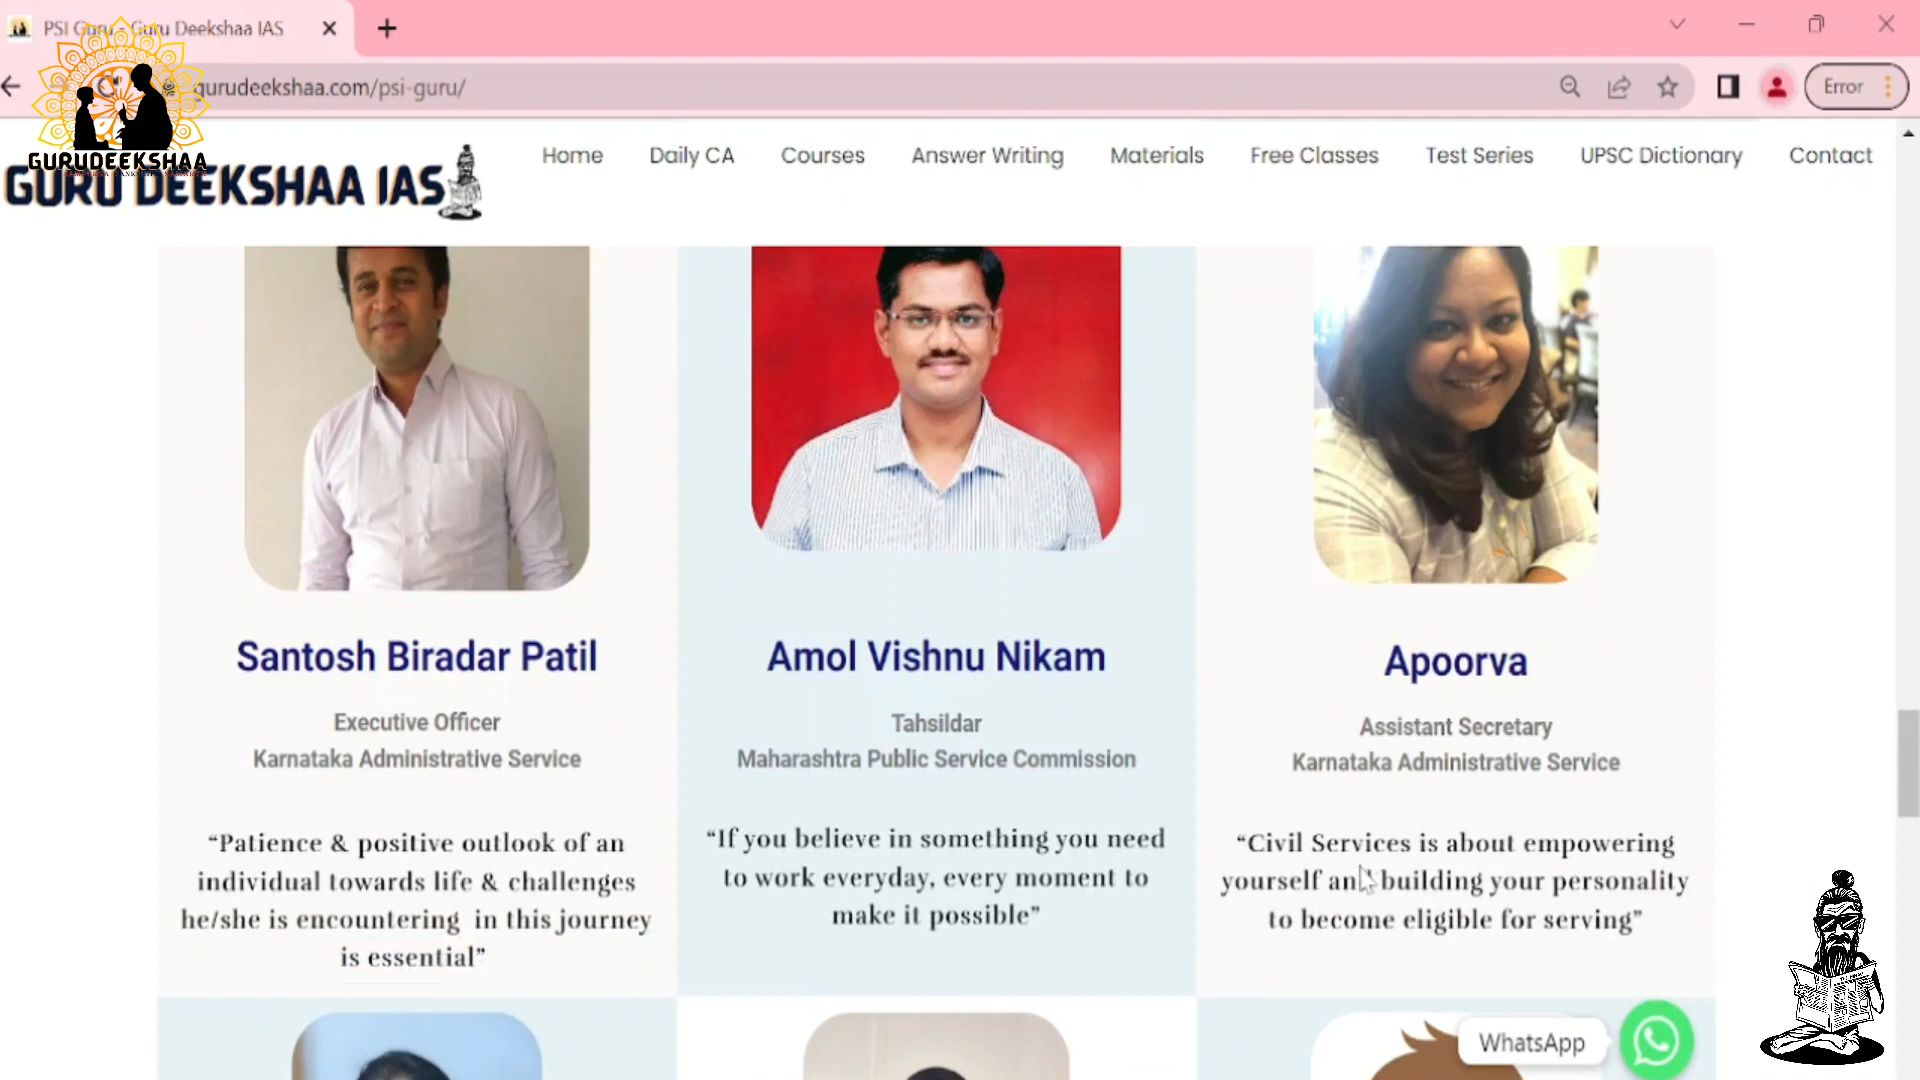 PSI Guru - Guru Deekshaa IAS
gurudeekshaa.com/psi-guru/
Error
GURUDEEKSHAA
GURU DEEKSHAA IAS
Home Daily CA Courses Answer Writing Materials Free Classes Test Series UPSC Dictionary Contact
Santosh Biradar Patil
Executive Officer
Karnataka Administrative Service
“Patience & positive outlook of an
individual towards life & challenges
he/she is encountering in this journey
is essential”
Amol Vishnu Nikam
Tahsildar
Maharashtra Public Service Commission
“If you believe in something you need
to work everyday, every moment to
make it possible”
Apoorva
Assistant Secretary
Karnataka Administrative Service
“Civil Services is about empowering
yourself and building your personality
to become eligible for serving”
WhatsApp